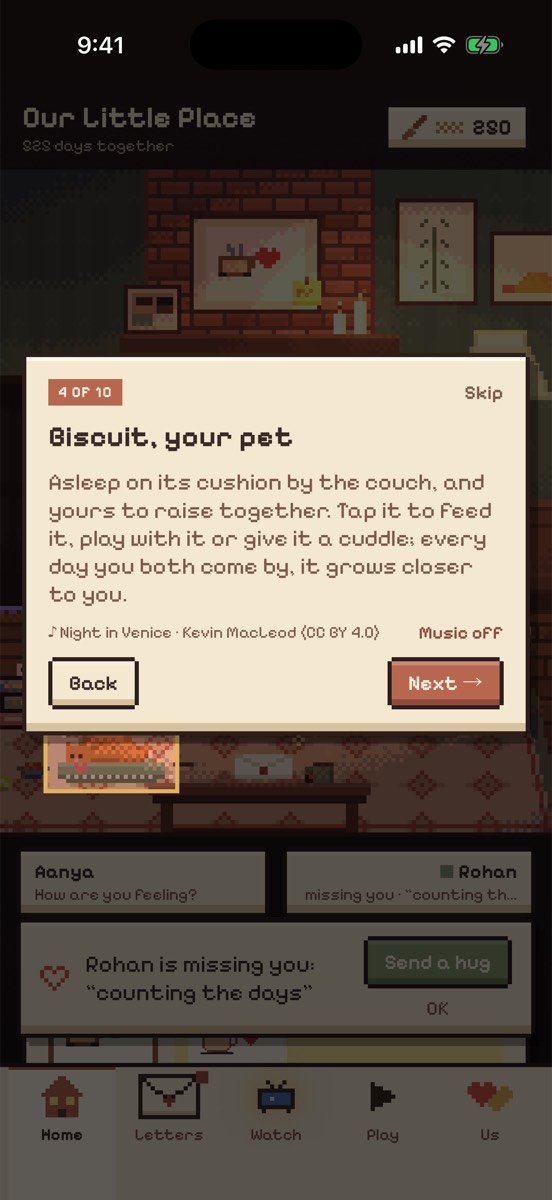 9:41
Our Little Place
828 days together
280
4 OF 10
Skip
Biscuit, your pet
Asleep on its cushion by the couch, and
yours to raise together. Tap it to feed
it, play with it or give it a cuddle; every
day you both come by, it grows closer
to you.
♪ Night in Venice · Kevin MacLeod (CC BY 4.0)
Music off
Back
Next →
Aanya
How are you feeling?
Rohan
missing you · “counting th…
Rohan is missing you:
“counting the days”
Send a hug
OK
Home
Letters
Watch
Play
Us